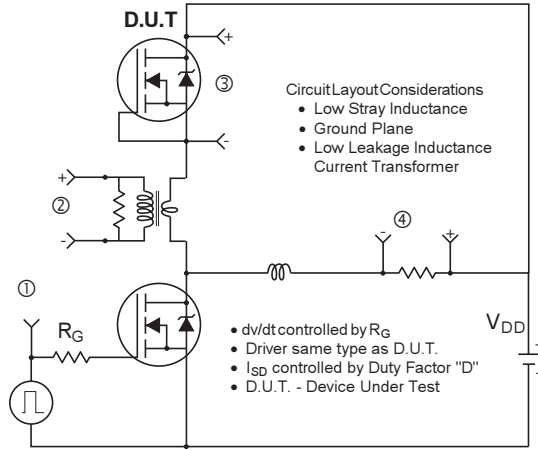 D.U.T
+
③
-
Circuit Layout Considerations
• Low Stray Inductance
• Ground Plane
• Low Leakage Inductance
Current Transformer
+
②
-
④
-
+
①
RG
VDD
+
-
• dv/dt controlled by RG
• Driver same type as D.U.T.
• ISD controlled by Duty Factor "D"
• D.U.T. - Device Under Test